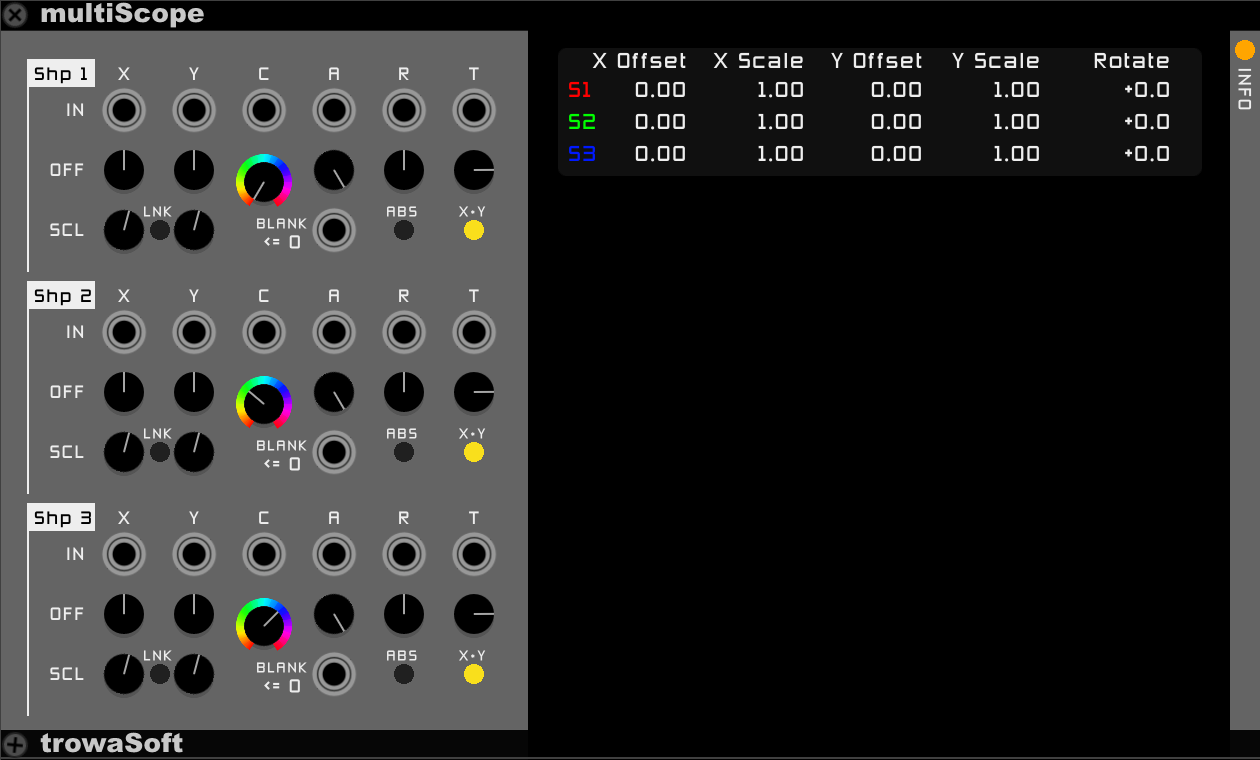 multiScope
Shp 1 X Y C A R T
IN
OFF
LNK ABS X•Y
SCL BLANK
<= 0
Shp 2 X Y C A R T
IN
OFF
LNK ABS X•Y
SCL BLANK
<= 0
Shp 3 X Y C A R T
IN
OFF
LNK ABS X•Y
SCL BLANK
<= 0
X Offset X Scale Y Offset Y Scale Rotate
S1 0.00 1.00 0.00 1.00 +0.0
S2 0.00 1.00 0.00 1.00 +0.0
S3 0.00 1.00 0.00 1.00 +0.0
INFO
trowaSoft